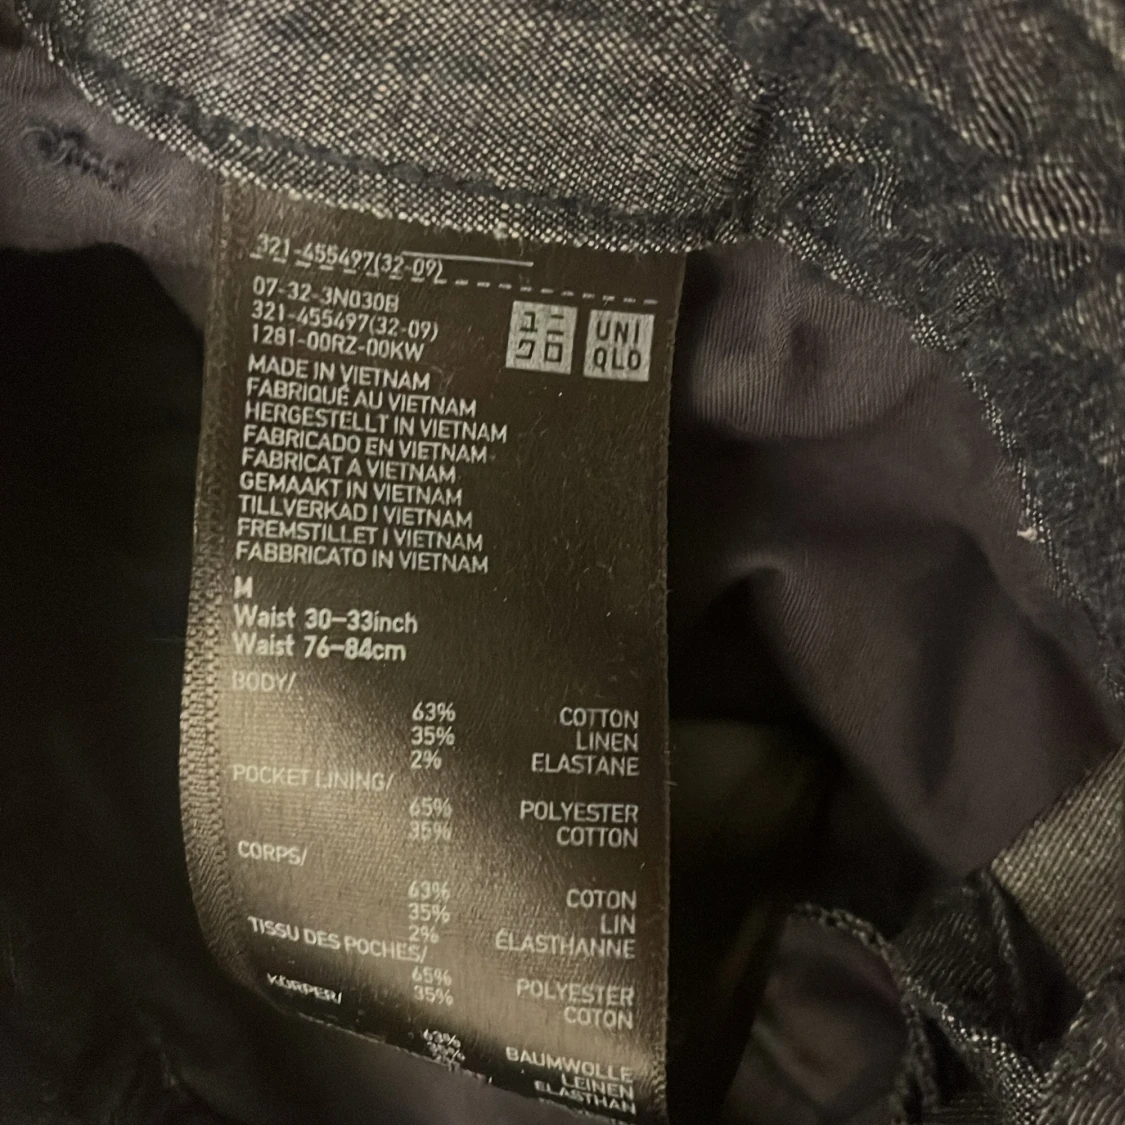 321-455497(32-09)
07-32-3N030B
321-455497(32-09)
1281-00RZ-00KW
ユニ
クロ
UNI
QLO
MADE IN VIETNAM
FABRIQUÉ AU VIETNAM
HERGESTELLT IN VIETNAM
FABRICADO EN VIETNAM
FABRICAT A VIETNAM
GEMAAKT IN VIETNAM
TILLVERKAD I VIETNAM
FREMSTILLET I VIETNAM
FABBRICATO IN VIETNAM
M
Waist 30-33inch
Waist 76-84cm
BODY/
63% COTTON
35% LINEN
2% ELASTANE
POCKET LINING/
65% POLYESTER
35% COTTON
CORPS/
63% COTON
35% LIN
2% ÉLASTHANNE
TISSU DES POCHES/
65% POLYESTER
35% COTON
KÖRPER/
63% BAUMWOLLE
35% LEINEN
ELASTHAN